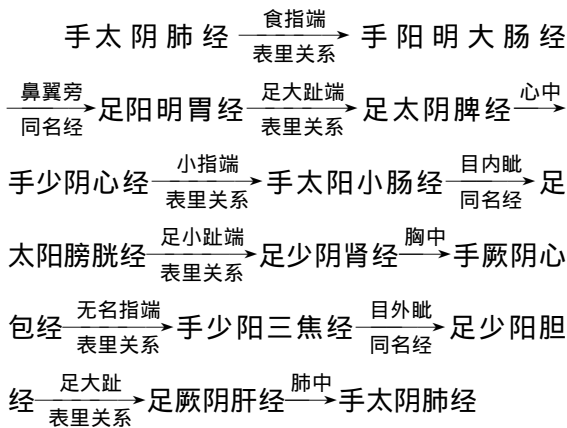 手太阴肺经 食指端 表里关系 手阳明大肠经
鼻翼旁 同名经 足阳明胃经 足大趾端 表里关系 足太阴脾经 心中
手少阴心经 小指端 表里关系 手太阳小肠经 目内眦 同名经 足
太阳膀胱经 足小趾端 表里关系 足少阴肾经 胸中 手厥阴心
包经 无名指端 表里关系 手少阳三焦经 目外眦 同名经 足少阳胆
经 足大趾 表里关系 足厥阴肝经 肺中 手太阴肺经